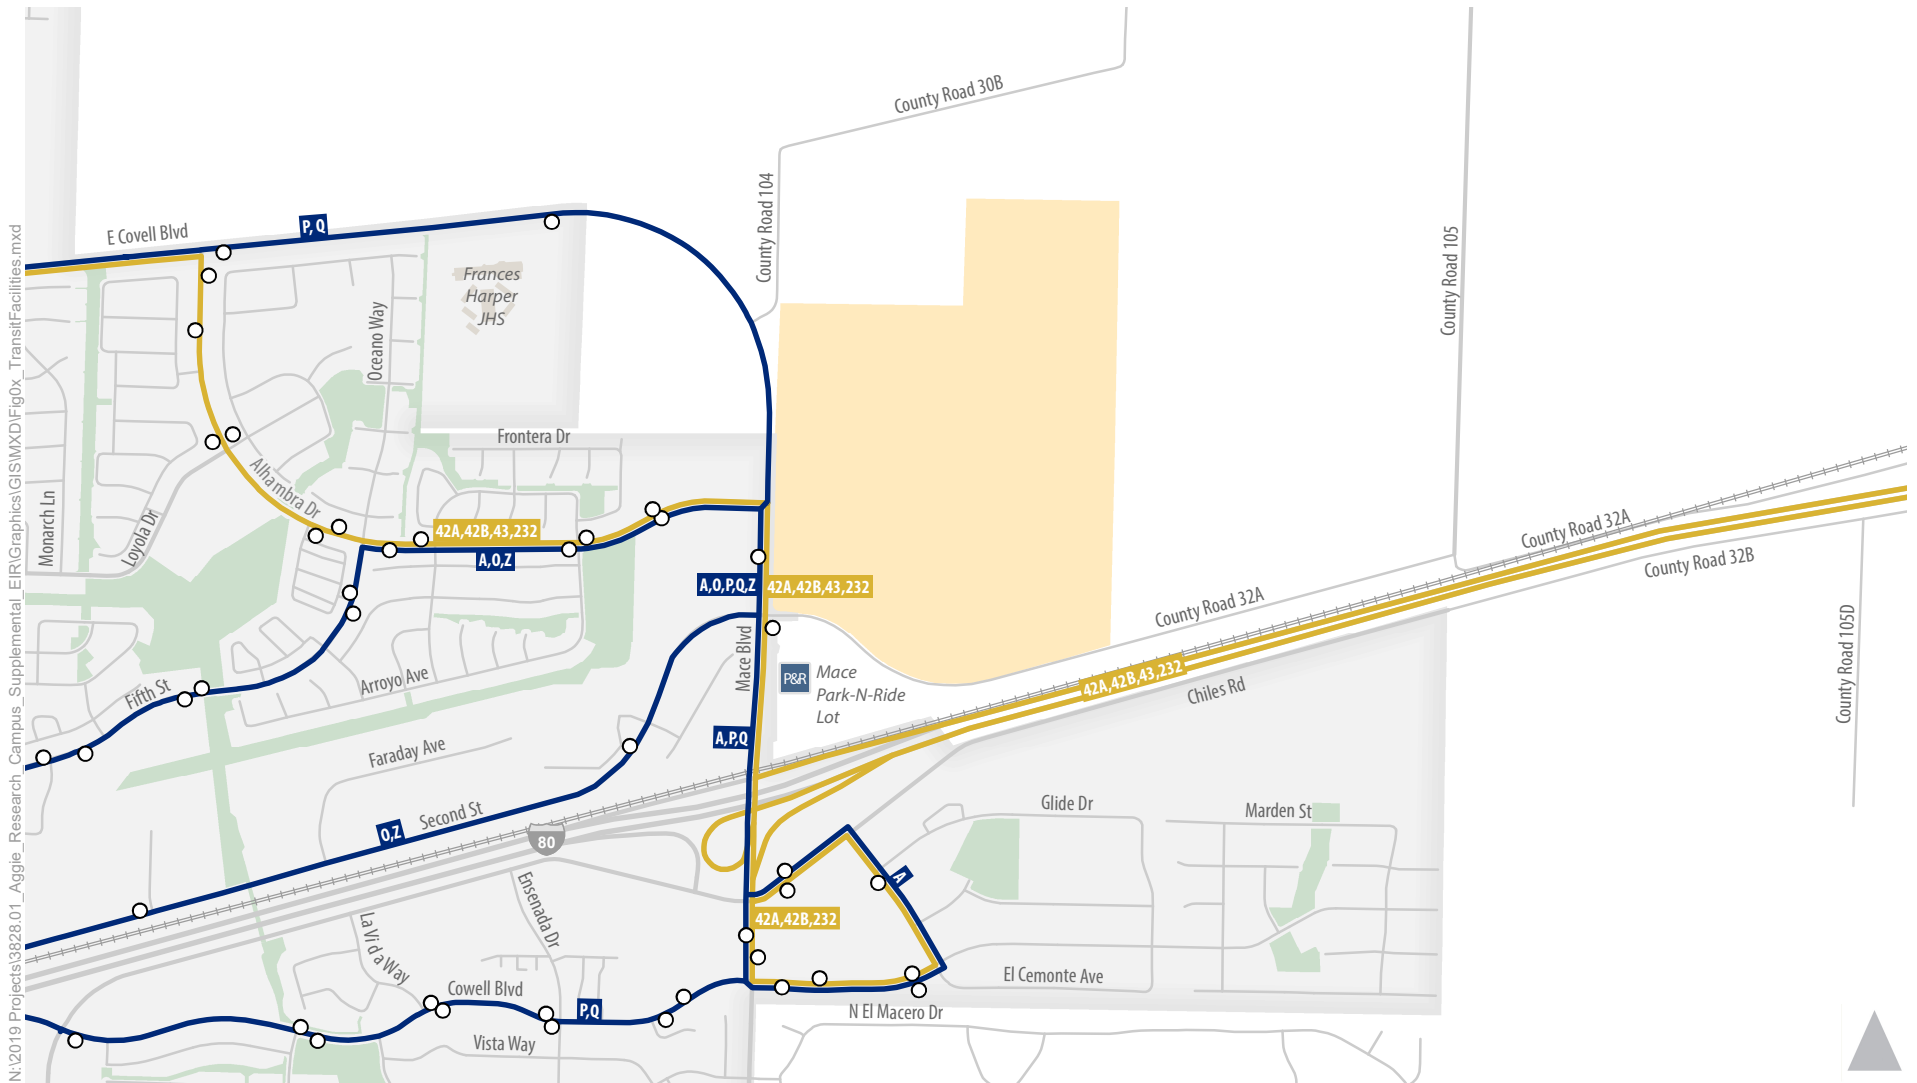 County Road 30B
County Road 104
E Covell Blvd
P, Q
County Road 105
Frances
Harper
JHS
Oceano Way
Frontera Dr
Alhambra Dr
Monarch Ln
Loyola Dr
42A,42B,43,232
A,O,Z
County Road 32A
County Road 32B
A,O,P,Q,Z
42A,42B,43,232
County Road 32A
Mace Blvd
P&R
Mace
Park-N-Ride
Lot
42A,42B,43,232
Chiles Rd
County Road 105D
Fifth St
Arroyo Ave
A,P,Q
Faraday Ave
Second St
O,Z
80
Glide Dr
Marden St
A
Ensenada Dr
La Vi da Way
42A,42B,232
El Cemonte Ave
Cowell Blvd
P,Q
N El Macero Dr
Vista Way
N:\2019 Projects\3828.01_Aggie_Research_Campus_Supplemental_EIR\Graphics\GIS\MXD\Fig0x_TransitFacilities.mxd